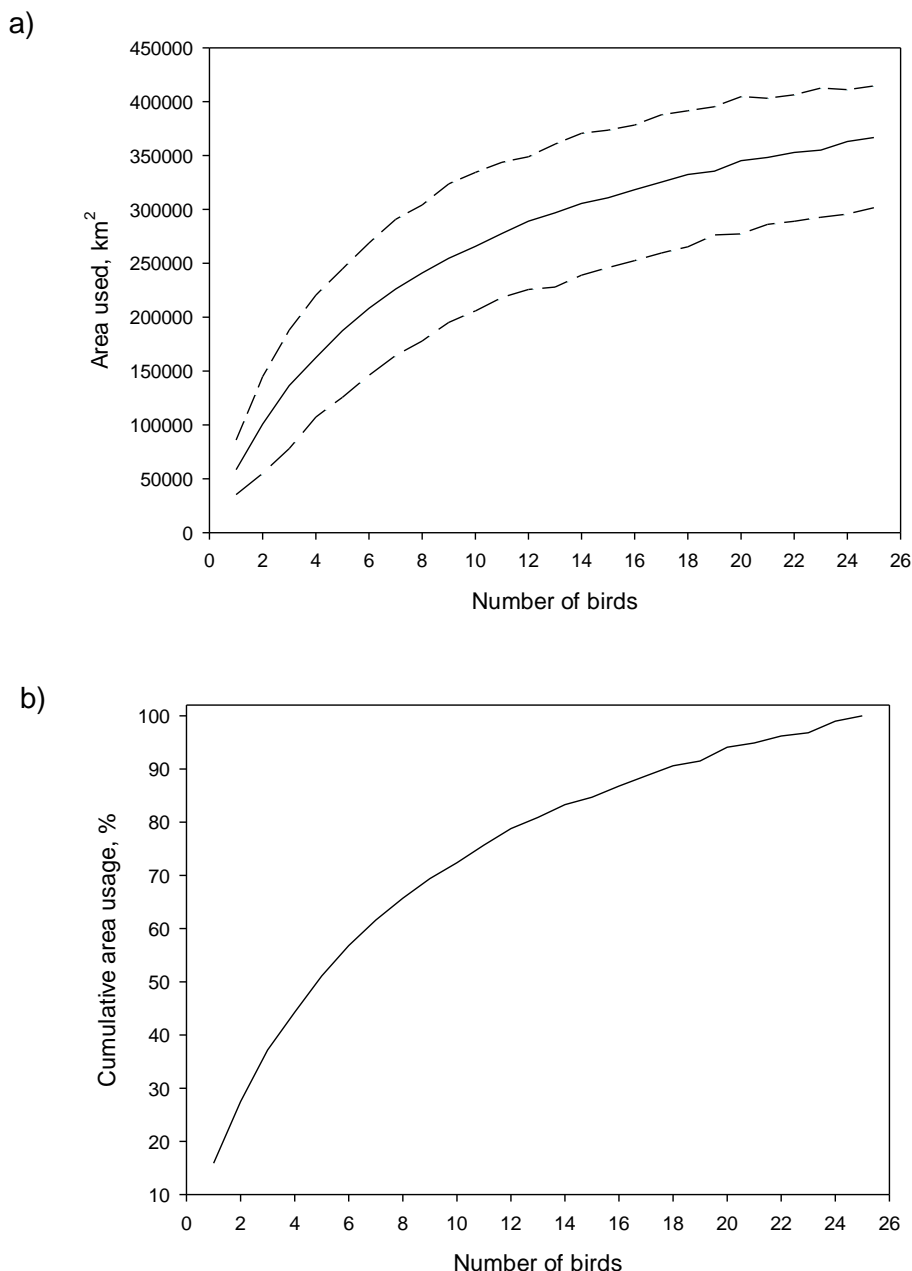 a)
450000
400000
350000
300000
250000
200000
150000
100000
50000
0
Area used, km²
0 2 4 6 8 10 12 14 16 18 20 22 24 26
Number of birds
b)
100
90
80
70
60
50
40
30
20
10
Cumulative area usage, %
0 2 4 6 8 10 12 14 16 18 20 22 24 26
Number of birds